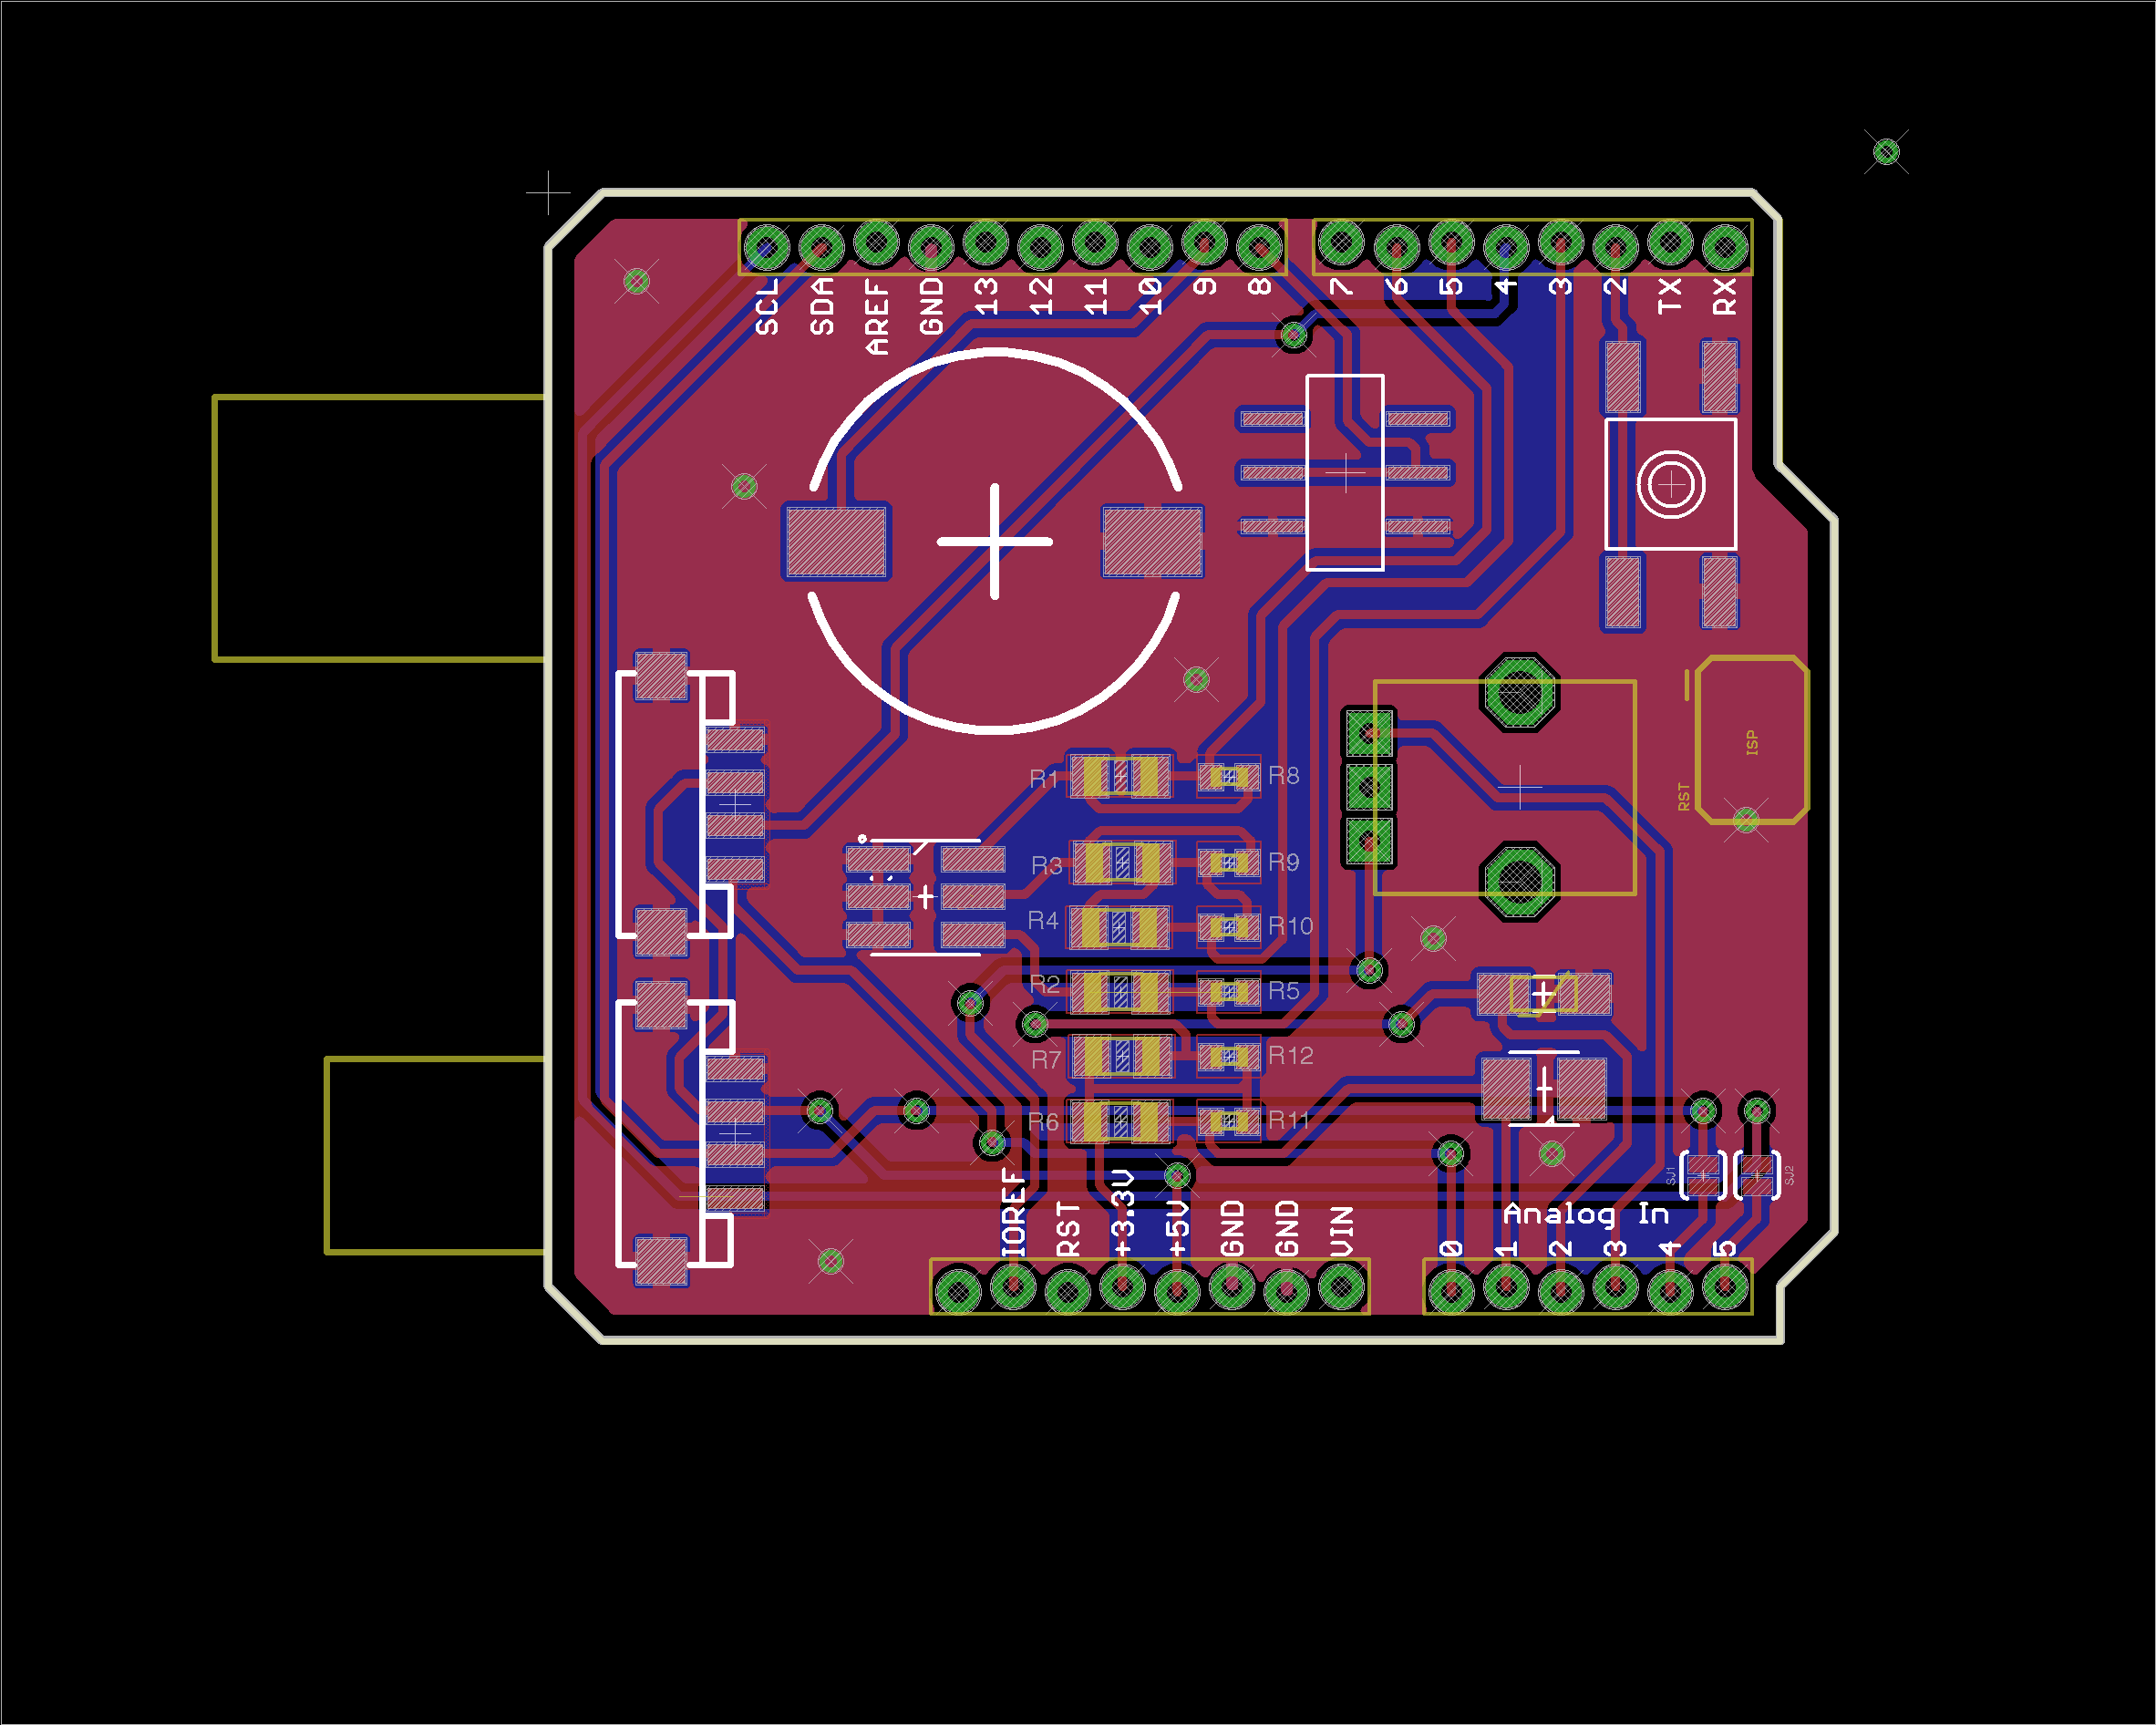 SCL
SDA
AREF
GND
13
12
11
10
9
8
7
6
5
4
3
2
TX
RX
ISP
RST
R1
R8
R3
R9
R4
R10
R2
R5
R7
R12
R6
R11
SJ1
SJ2
IOREF
RST
+3.3V
+5V
GND
GND
VIN
Analog In
0
1
2
3
4
5